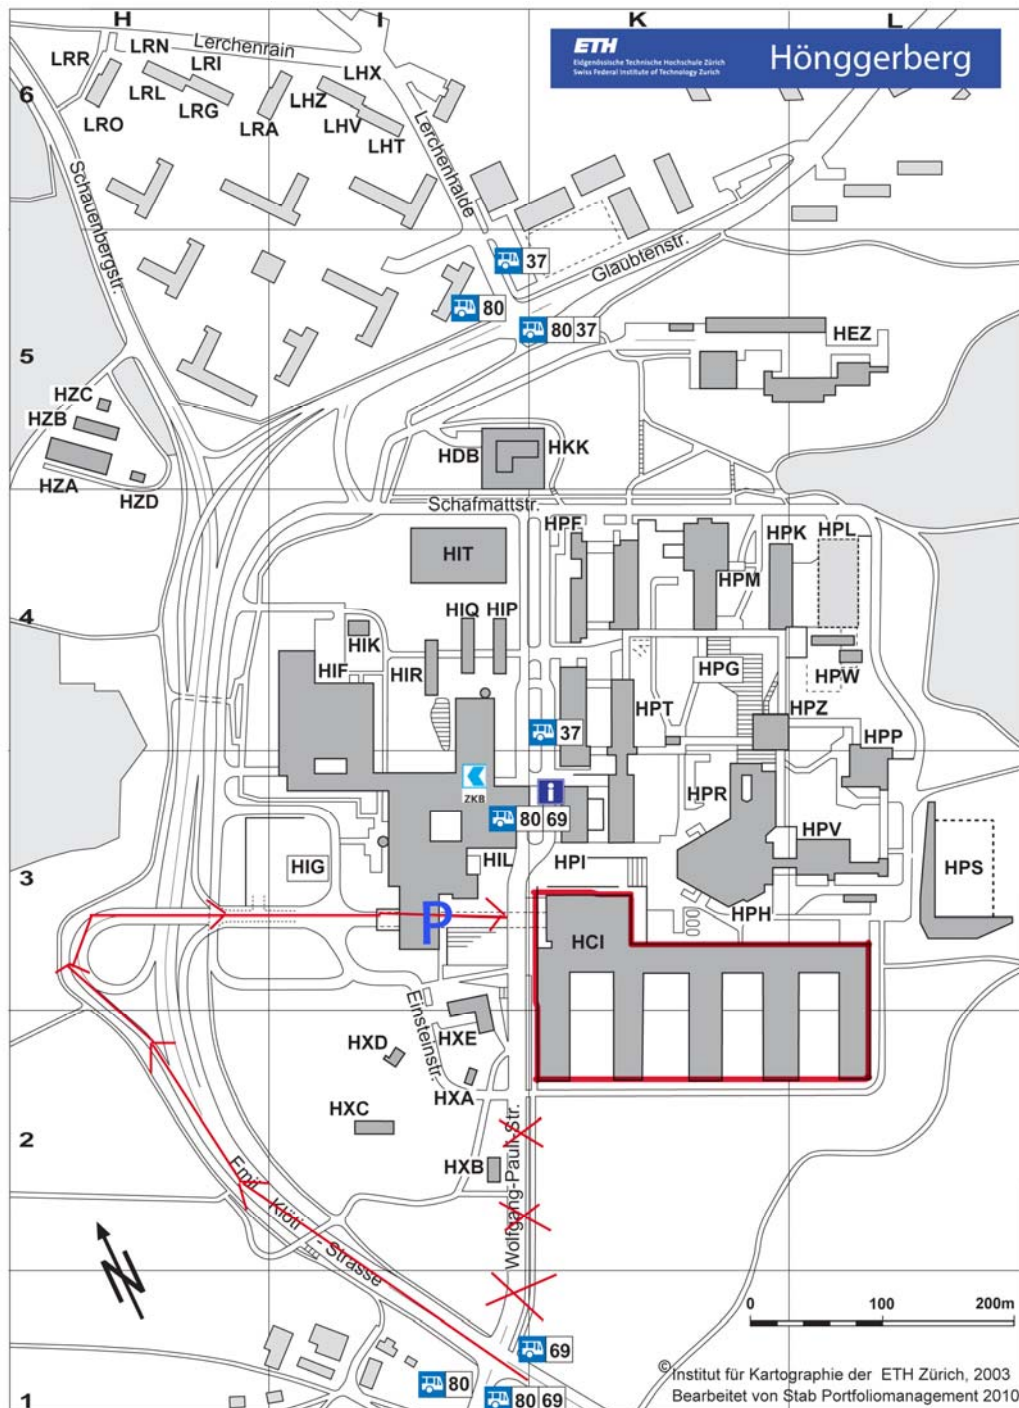 H
I
K
L
ETH
Eidgenössische Technische Hochschule Zürich
Swiss Federal Institute of Technology Zurich
Hönggerberg
LRR
LRN
Lerchenrain
LRI
LHX
6
LRL
LRG
LHZ
LRO
LRA
LHV
LHT
Lerchenhalde
Schauenbergstr.
37
Glaubtenstr.
80
80 37
HEZ
5
HZC
HZB
HDB
HKK
HZA
HZD
Schafmattstr.
HPF
HPK
HPL
HIT
HPM
4
HIQ
HIP
HIK
HIF
HIR
HPG
HPW
HPT
HPZ
37
HPP
ZKB
i
HPR
80 69
HPV
HIL
HPI
HIG
HPS
3
P
HPH
HCI
Einsteinstr.
HXE
HXD
HXA
HXC
2
HXB
Wolfgang-Pauli-Str.
Emil - Klöti - Strasse
N
0 100 200m
69
80
80 69
1
© Institut für Kartographie der ETH Zürich, 2003
Bearbeitet von Stab Portfoliomanagement 2010